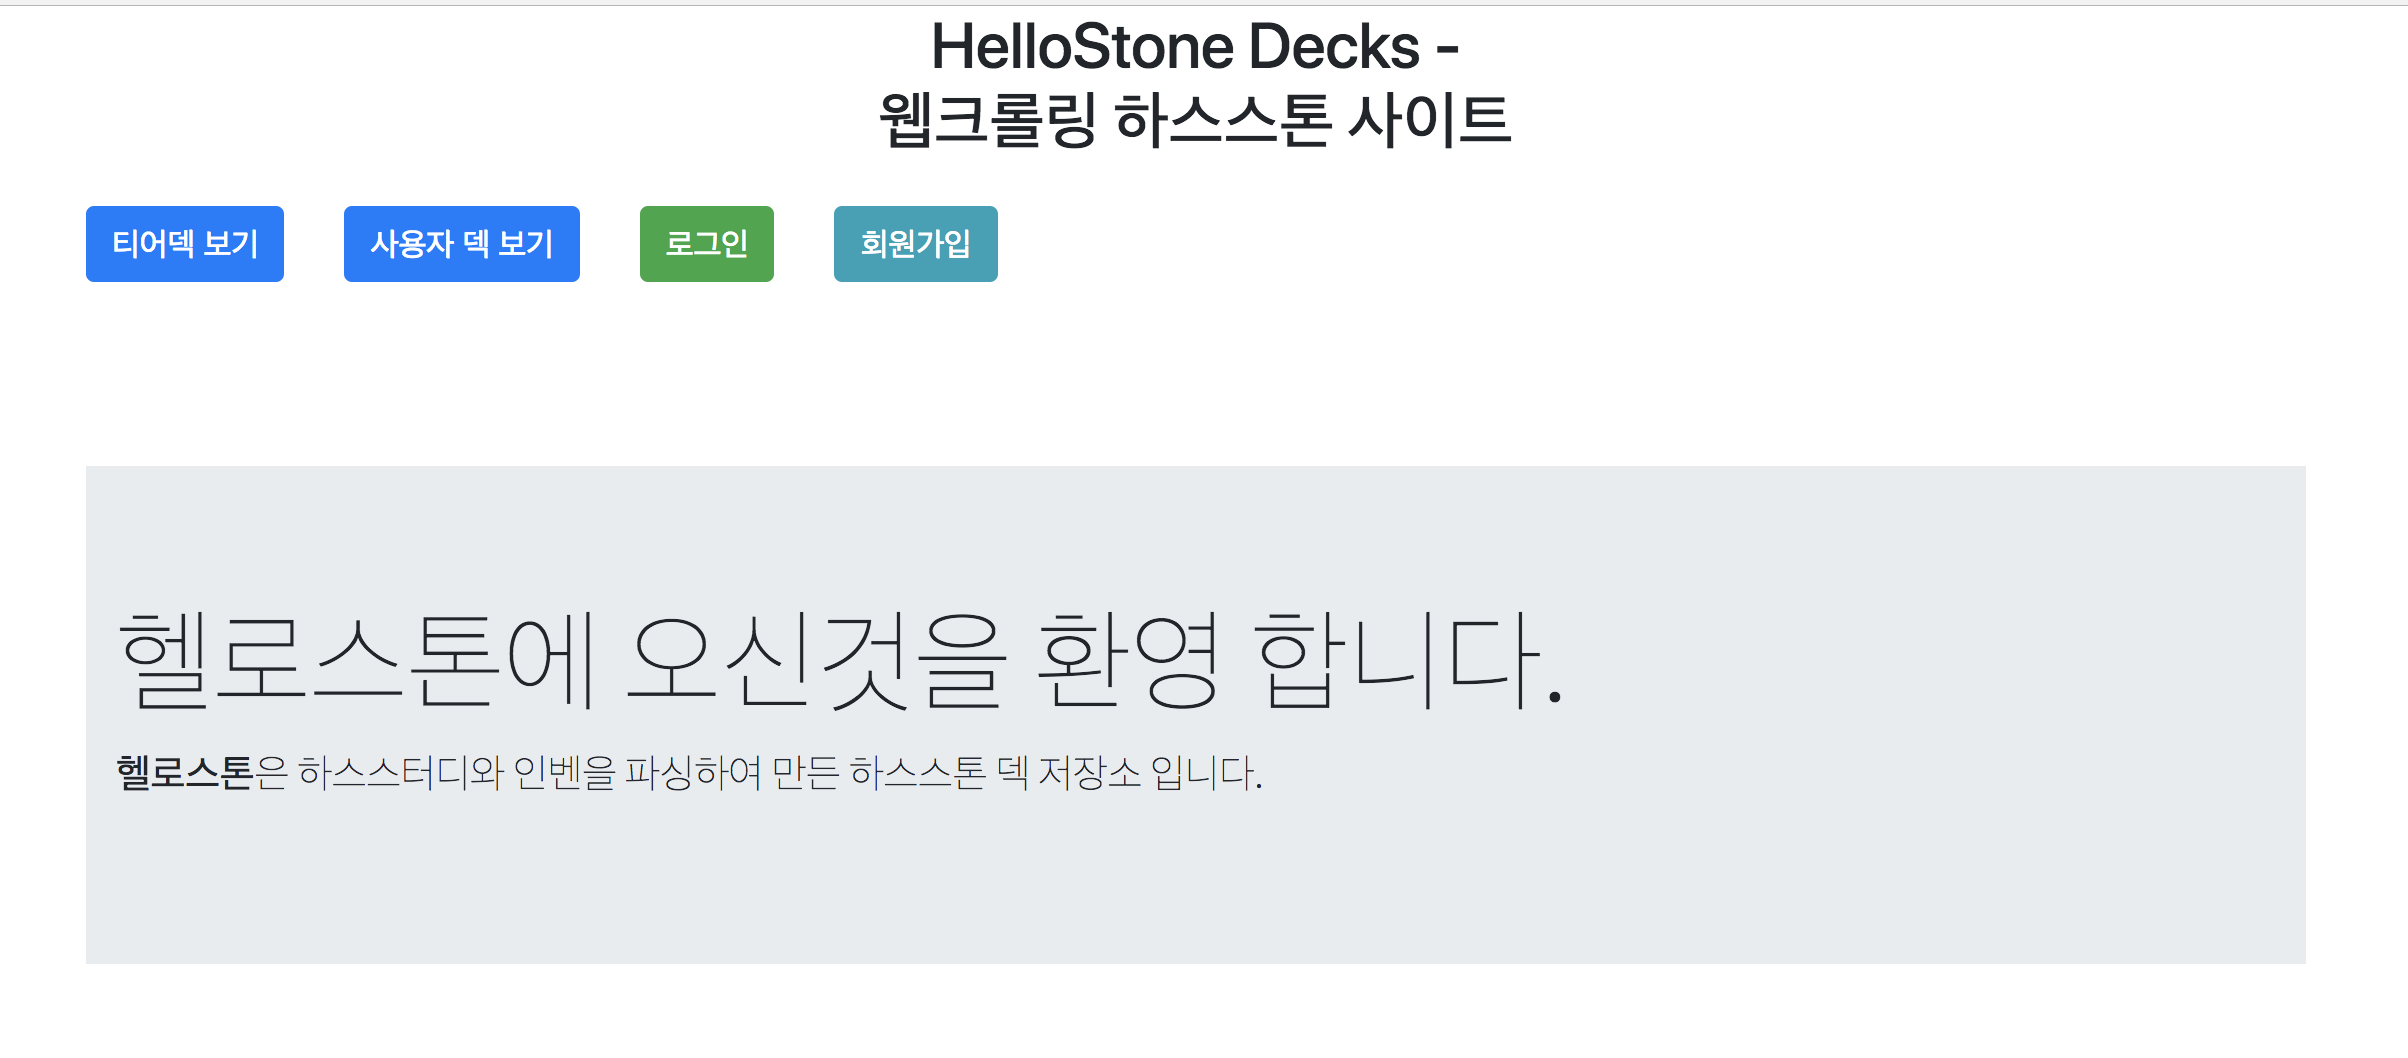 HelloStone Decks -
웹크롤링 하스스톤 사이트
티어덱 보기
사용자 덱 보기
로그인
회원가입
헬로스톤에 오신것을 환영 합니다.
헬로스톤은 하스스터디와 인벤을 파싱하여 만든 하스스톤 덱 저장소 입니다.